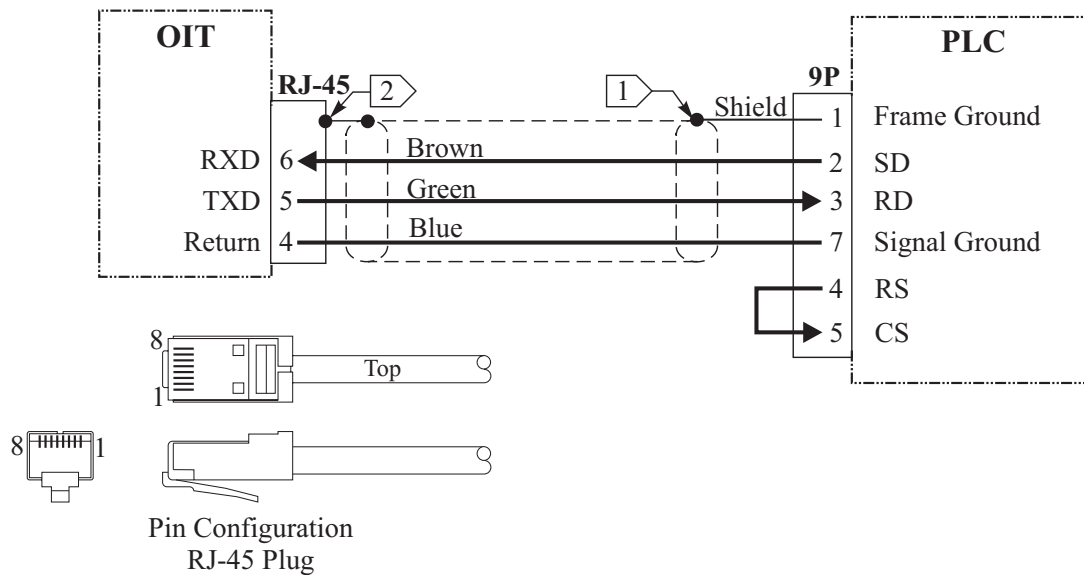 OIT
PLC
RJ-45
2
1
9P
Shield
1 Frame Ground
RXD 6 Brown 2 SD
TXD 5 Green 3 RD
Return 4 Blue 7 Signal Ground
4 RS
5 CS
8
1
Top
8 1
Pin Configuration
RJ-45 Plug